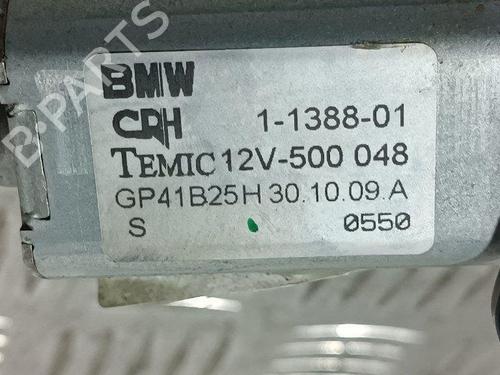 BMW
CRH 1-1388-01
TEMIC 12V-500 048
GP41B25H 30.10.09.A
S 0550
B-PARTS